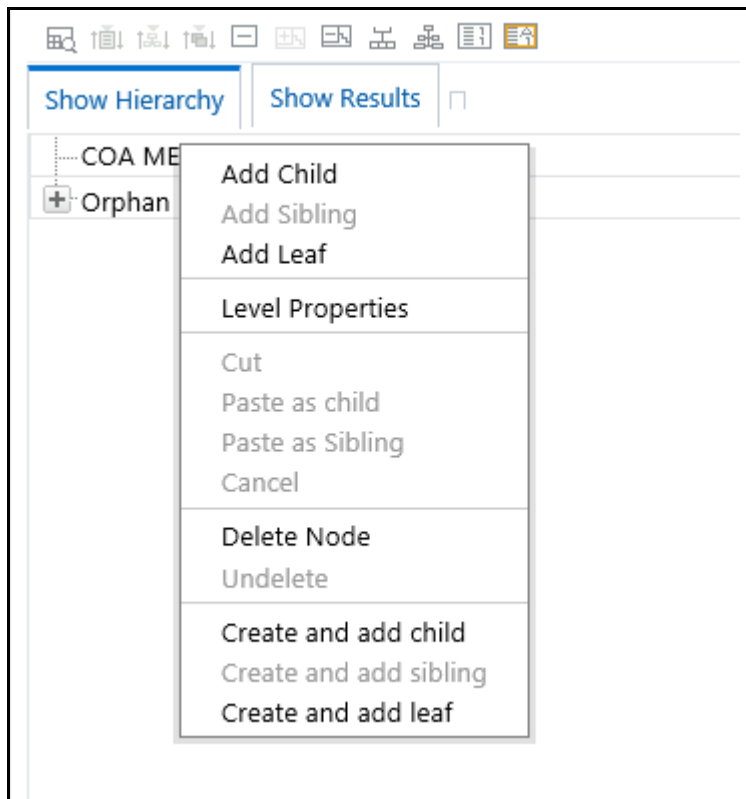 Show Hierarchy
Show Results
COA ME
Orphan
Add Child
Add Sibling
Add Leaf
Level Properties
Cut
Paste as child
Paste as Sibling
Cancel
Delete Node
Undelete
Create and add child
Create and add sibling
Create and add leaf